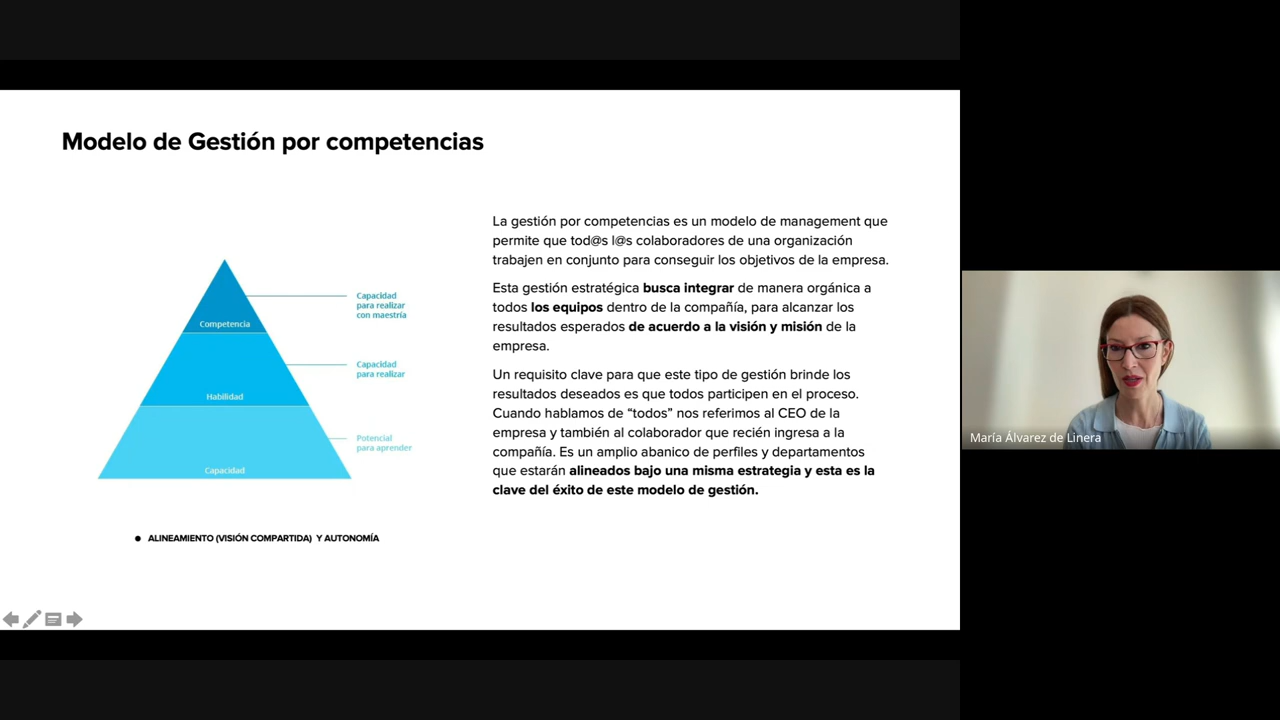 Modelo de Gestión por competencias
Capacidad
para realizar
con maestría
Competencia
Capacidad
para realizar
Habilidad
Potencial
para aprender
Capacidad
● ALINEAMIENTO (VISIÓN COMPARTIDA) Y AUTONOMÍA
La gestión por competencias es un modelo de management que
permite que tod@s l@s colaboradores de una organización
trabajen en conjunto para conseguir los objetivos de la empresa.
Esta gestión estratégica busca integrar de manera orgánica a
todos los equipos dentro de la compañía, para alcanzar los
resultados esperados de acuerdo a la visión y misión de la
empresa.
Un requisito clave para que este tipo de gestión brinde los
resultados deseados es que todos participen en el proceso.
Cuando hablamos de “todos” nos referimos al CEO de la
empresa y también al colaborador que recién ingresa a la
compañía. Es un amplio abanico de perfiles y departamentos
que estarán alineados bajo una misma estrategia y esta es la
clave del éxito de este modelo de gestión.
María Álvarez de Linera